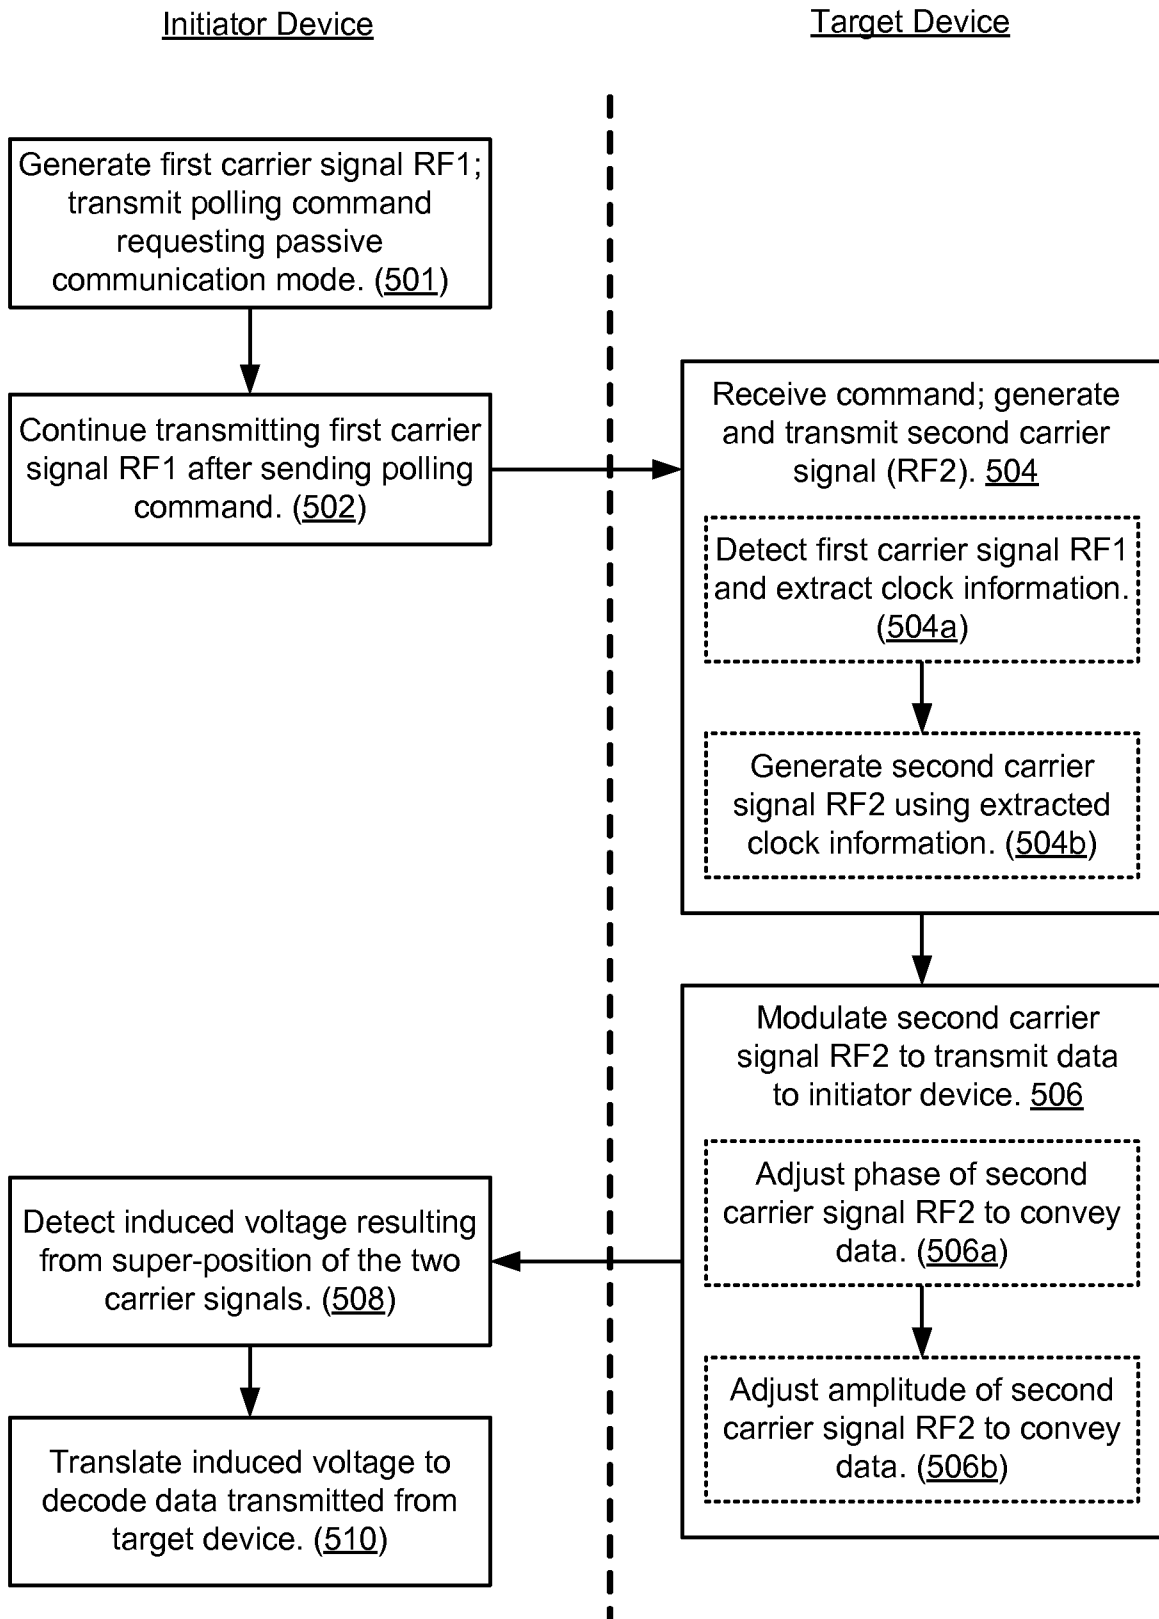 Initiator Device
Target Device
Generate first carrier signal RF1;
transmit polling command
requesting passive
communication mode. (501)
Continue transmitting first carrier
signal RF1 after sending polling
command. (502)
Receive command; generate
and transmit second carrier
signal (RF2). 504
Detect first carrier signal RF1
and extract clock information.
(504a)
Generate second carrier
signal RF2 using extracted
clock information. (504b)
Modulate second carrier
signal RF2 to transmit data
to initiator device. 506
Adjust phase of second
carrier signal RF2 to convey
data. (506a)
Adjust amplitude of second
carrier signal RF2 to convey
data. (506b)
Detect induced voltage resulting
from super-position of the two
carrier signals. (508)
Translate induced voltage to
decode data transmitted from
target device. (510)